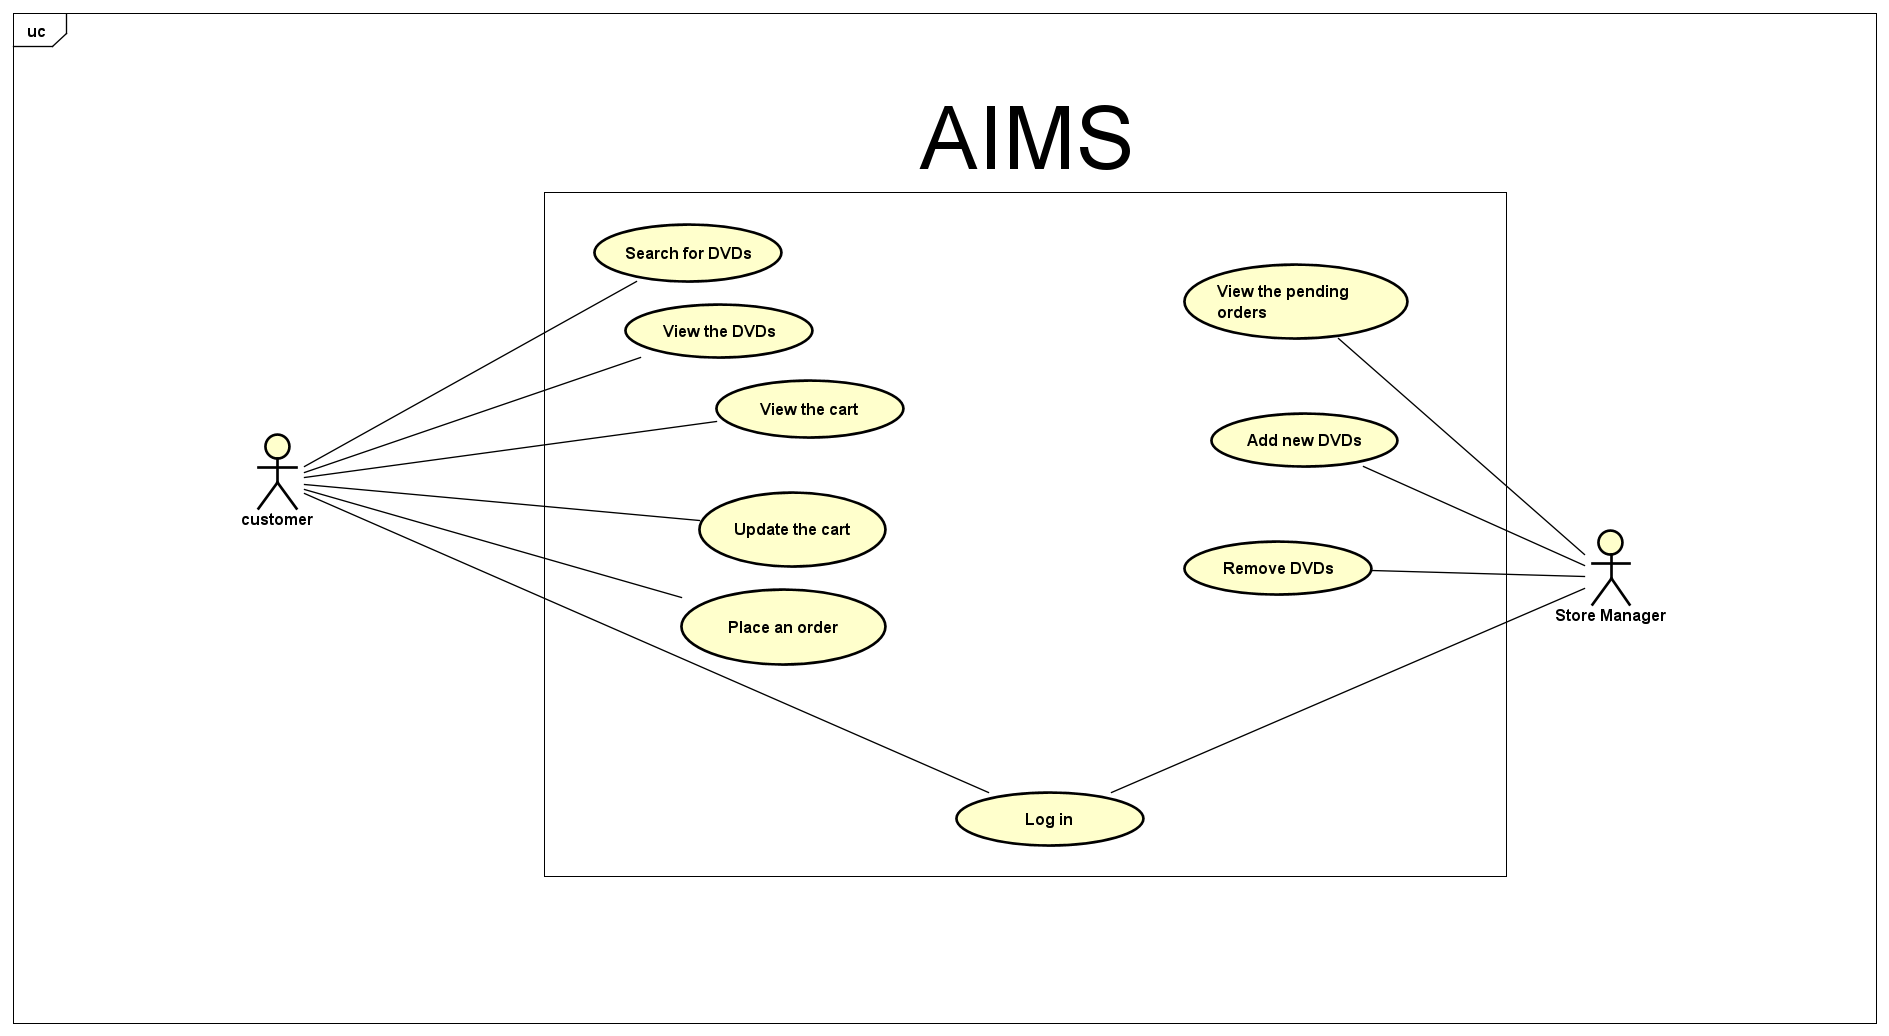 uc
AIMS
Search for DVDs
View the DVDs
View the cart
Update the cart
Place an order
Log in
View the pending
orders
Add new DVDs
Remove DVDs
customer
Store Manager